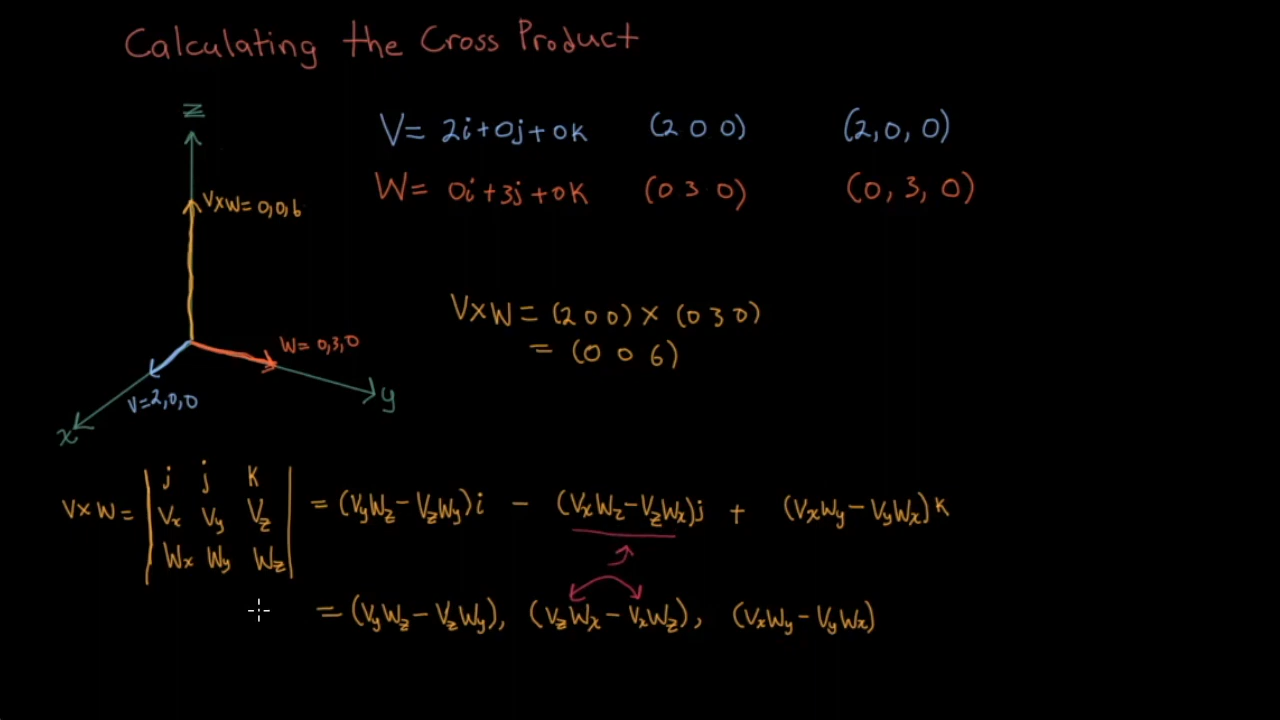 Calculating the Cross Product
Z
V= 2i+0j+0K (2 0 0) (2,0,0)
W= 0i+3j+0K (0 3 0) (0,3,0)
VxW=0,0,6
VxW = (2 0 0) x (0 3 0)
= (0 0 6)
W=0,3,0
V=2,0,0
y
x
j j K
VxW = Vx Vy Vz = (VyWz - VzWy)i - (VxWz-VzWx)j + (VxWy - VyWx)K
Wx Wy Wz
= (VyWz - VzWy), (VzWx - VxWz), (VxWy - VyWx)